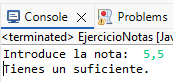 Console Problems
<terminated> EjercicioNotas [Jav
Introduce la nota: 5,5
Tienes un suficiente.